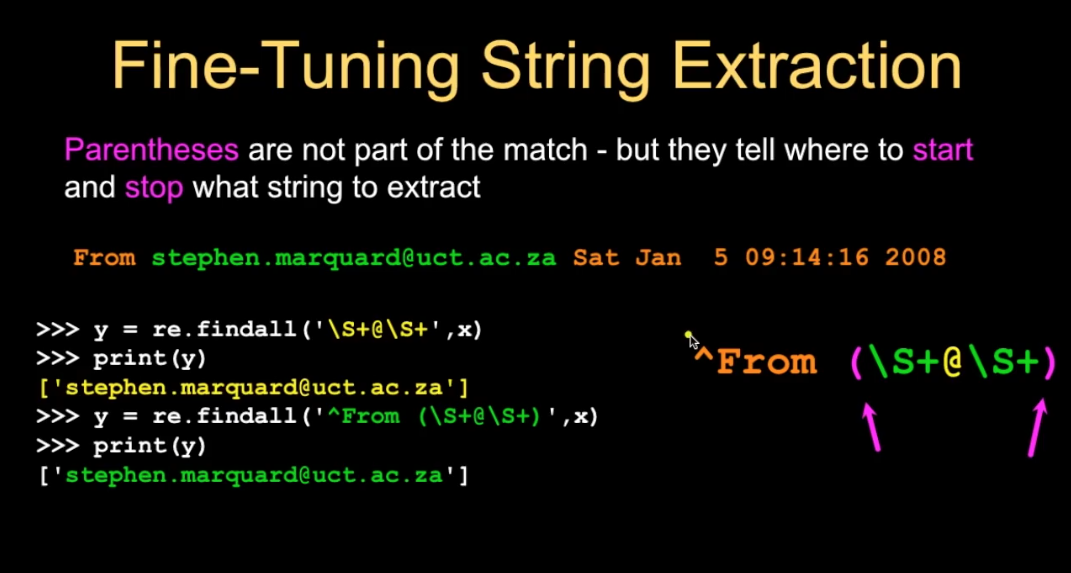 Fine-Tuning String Extraction
Parentheses are not part of the match - but they tell where to start
and stop what string to extract
From stephen.marquard@uct.ac.za Sat Jan  5 09:14:16 2008
>>> y = re.findall('\S+@\S+',x)
>>> print(y)
['stephen.marquard@uct.ac.za']
>>> y = re.findall('^From (\S+@\S+)',x)
>>> print(y)
['stephen.marquard@uct.ac.za']
^From (\S+@\S+)